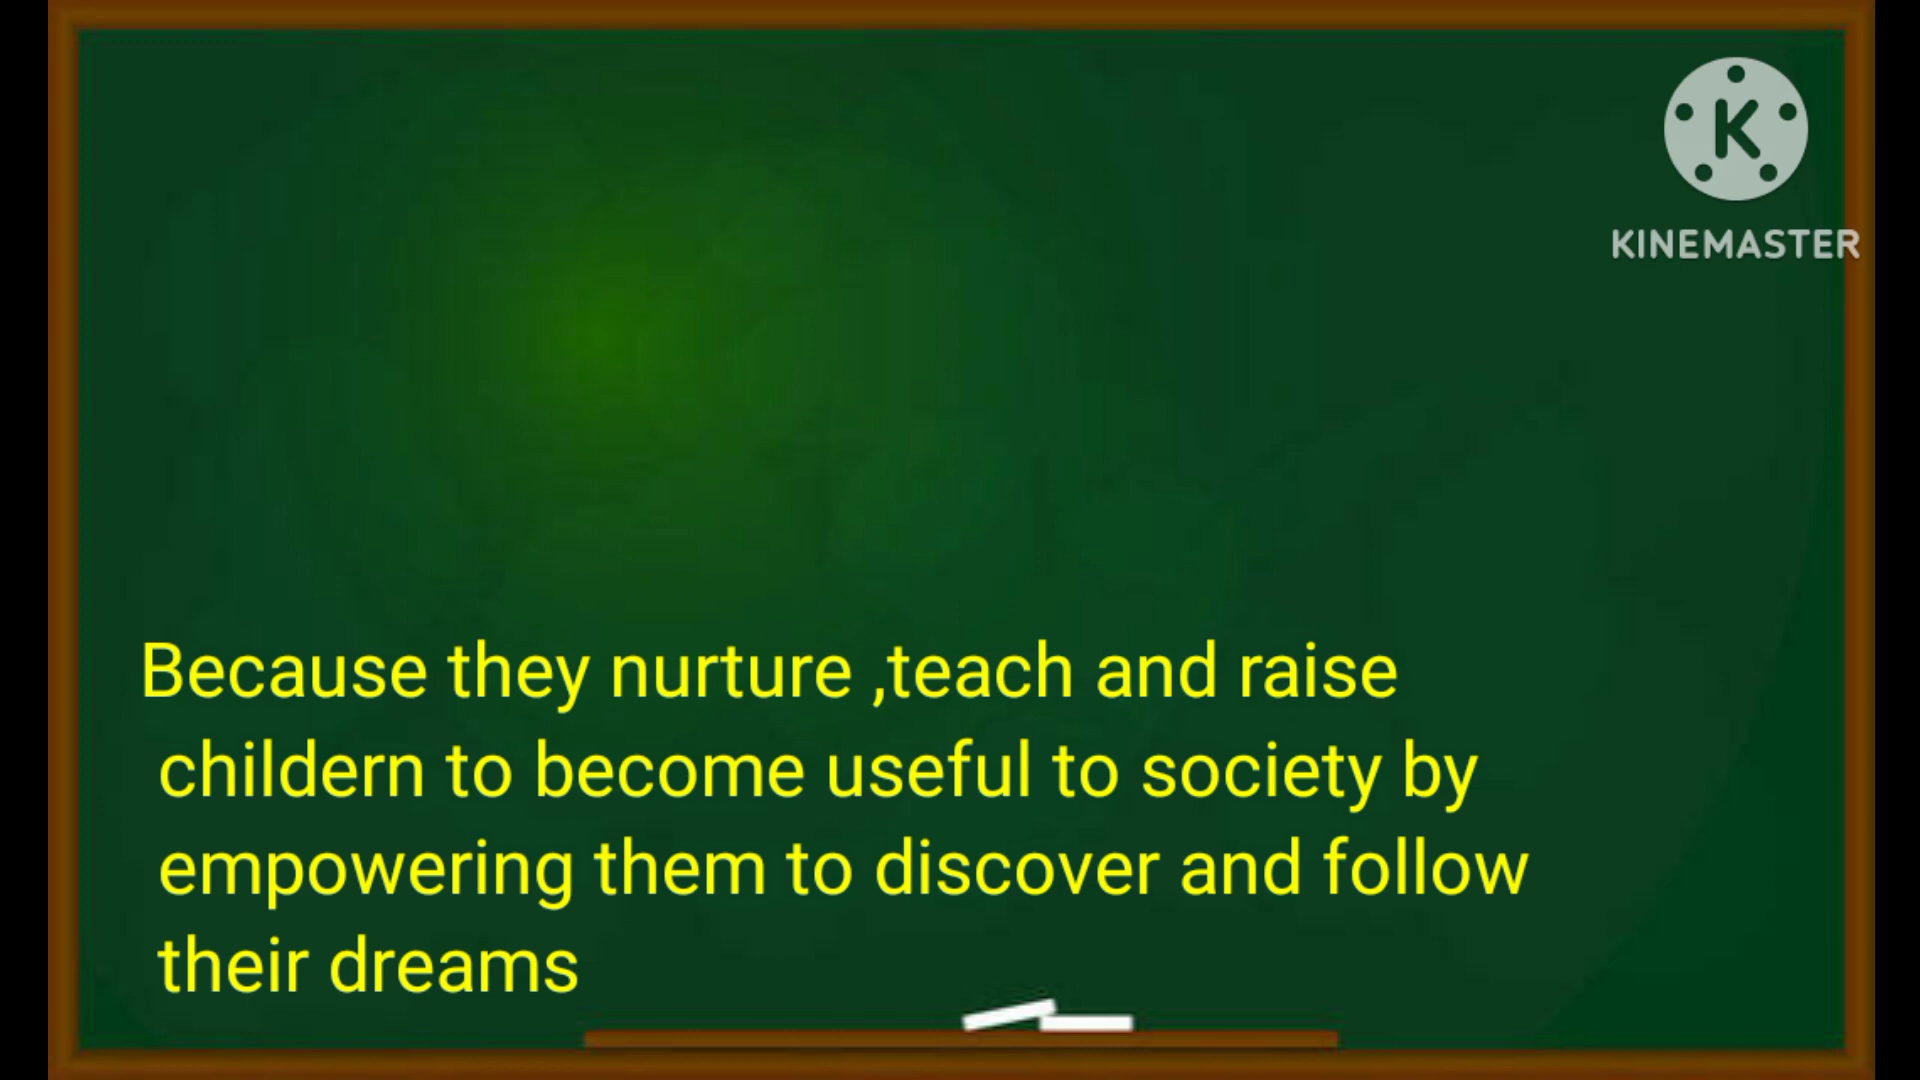 K
KINEMASTER
Because they nurture ,teach and raise
childern to become useful to society by
empowering them to discover and follow
their dreams